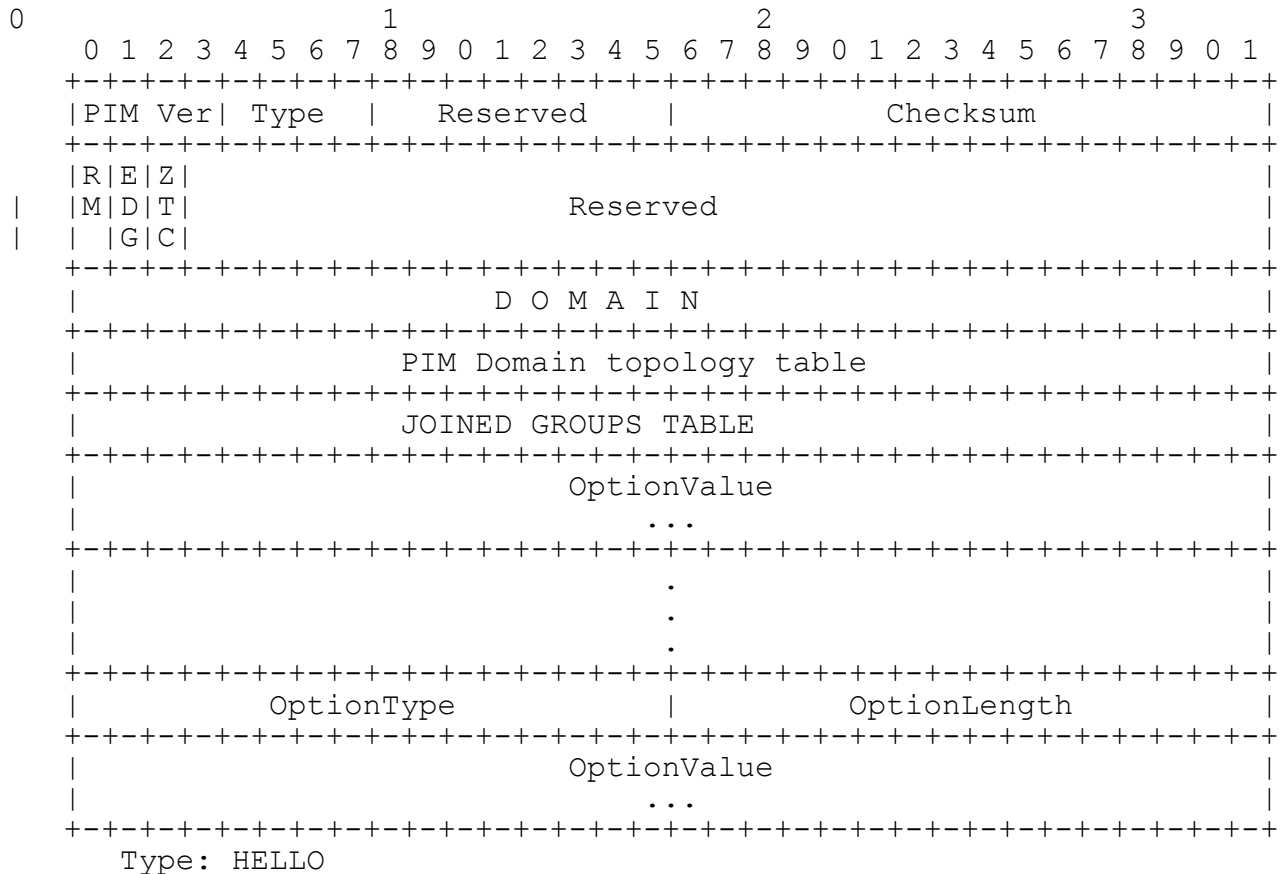 0                   1                   2                   3
    0 1 2 3 4 5 6 7 8 9 0 1 2 3 4 5 6 7 8 9 0 1 2 3 4 5 6 7 8 9 0 1
   +-+-+-+-+-+-+-+-+-+-+-+-+-+-+-+-+-+-+-+-+-+-+-+-+-+-+-+-+-+-+-+-+
   |PIM Ver| Type  |   Reserved    |           Checksum            |
   +-+-+-+-+-+-+-+-+-+-+-+-+-+-+-+-+-+-+-+-+-+-+-+-+-+-+-+-+-+-+-+-+
   |R|E|Z|                                                         |
|  |M|D|T|                    Reserved                             |
|  | |G|C|                                                         |
   +-+-+-+-+-+-+-+-+-+-+-+-+-+-+-+-+-+-+-+-+-+-+-+-+-+-+-+-+-+-+-+-+
   |                      D O M A I N                              |
   +-+-+-+-+-+-+-+-+-+-+-+-+-+-+-+-+-+-+-+-+-+-+-+-+-+-+-+-+-+-+-+-+
   |                 PIM Domain topology table                     |
   +-+-+-+-+-+-+-+-+-+-+-+-+-+-+-+-+-+-+-+-+-+-+-+-+-+-+-+-+-+-+-+-+
   |                 JOINED GROUPS TABLE                           |
   +-+-+-+-+-+-+-+-+-+-+-+-+-+-+-+-+-+-+-+-+-+-+-+-+-+-+-+-+-+-+-+-+
   |                          OptionValue                          |
   |                              ...                              |
   +-+-+-+-+-+-+-+-+-+-+-+-+-+-+-+-+-+-+-+-+-+-+-+-+-+-+-+-+-+-+-+-+
   |                               .                               |
   |                               .                               |
   |                               .                               |
   +-+-+-+-+-+-+-+-+-+-+-+-+-+-+-+-+-+-+-+-+-+-+-+-+-+-+-+-+-+-+-+-+
   |          OptionType           |         OptionLength          |
   +-+-+-+-+-+-+-+-+-+-+-+-+-+-+-+-+-+-+-+-+-+-+-+-+-+-+-+-+-+-+-+-+
   |                          OptionValue                          |
   |                              ...                              |
   +-+-+-+-+-+-+-+-+-+-+-+-+-+-+-+-+-+-+-+-+-+-+-+-+-+-+-+-+-+-+-+-+
      Type: HELLO